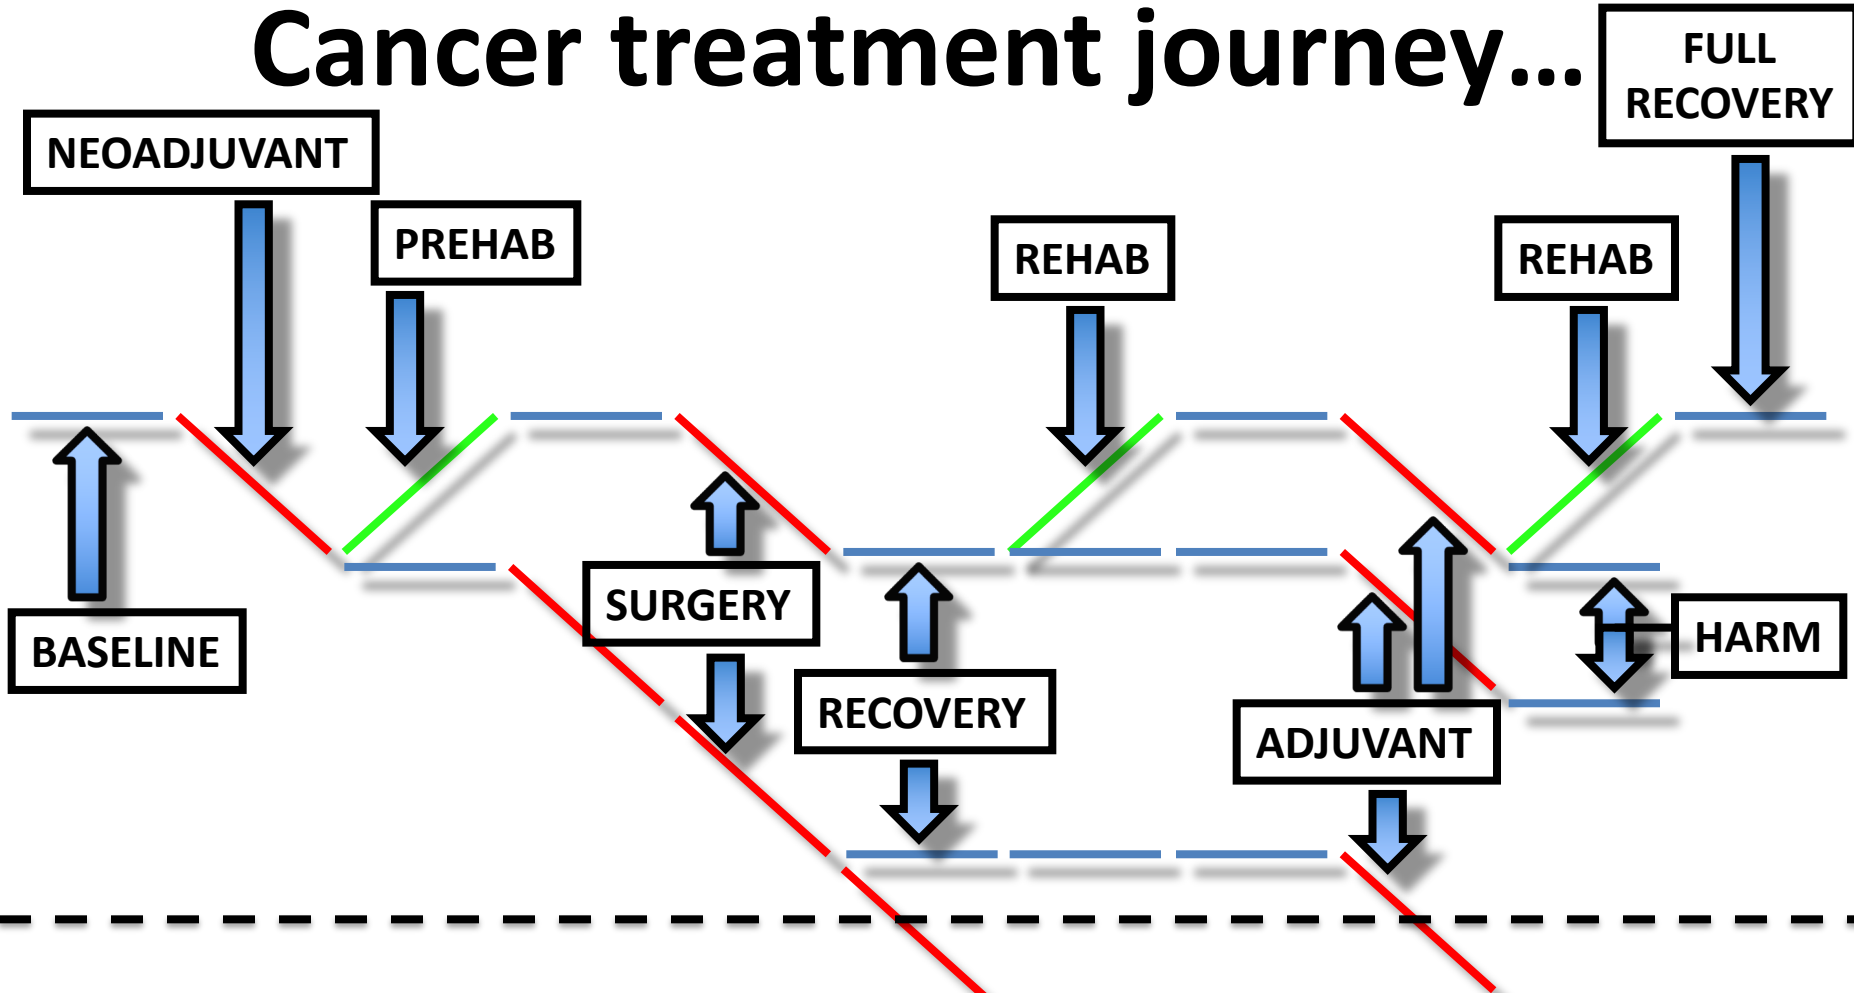 Cancer treatment journey...
FULL
RECOVERY
NEOADJUVANT
PREHAB
REHAB
REHAB
SURGERY
BASELINE
HARM
RECOVERY
ADJUVANT